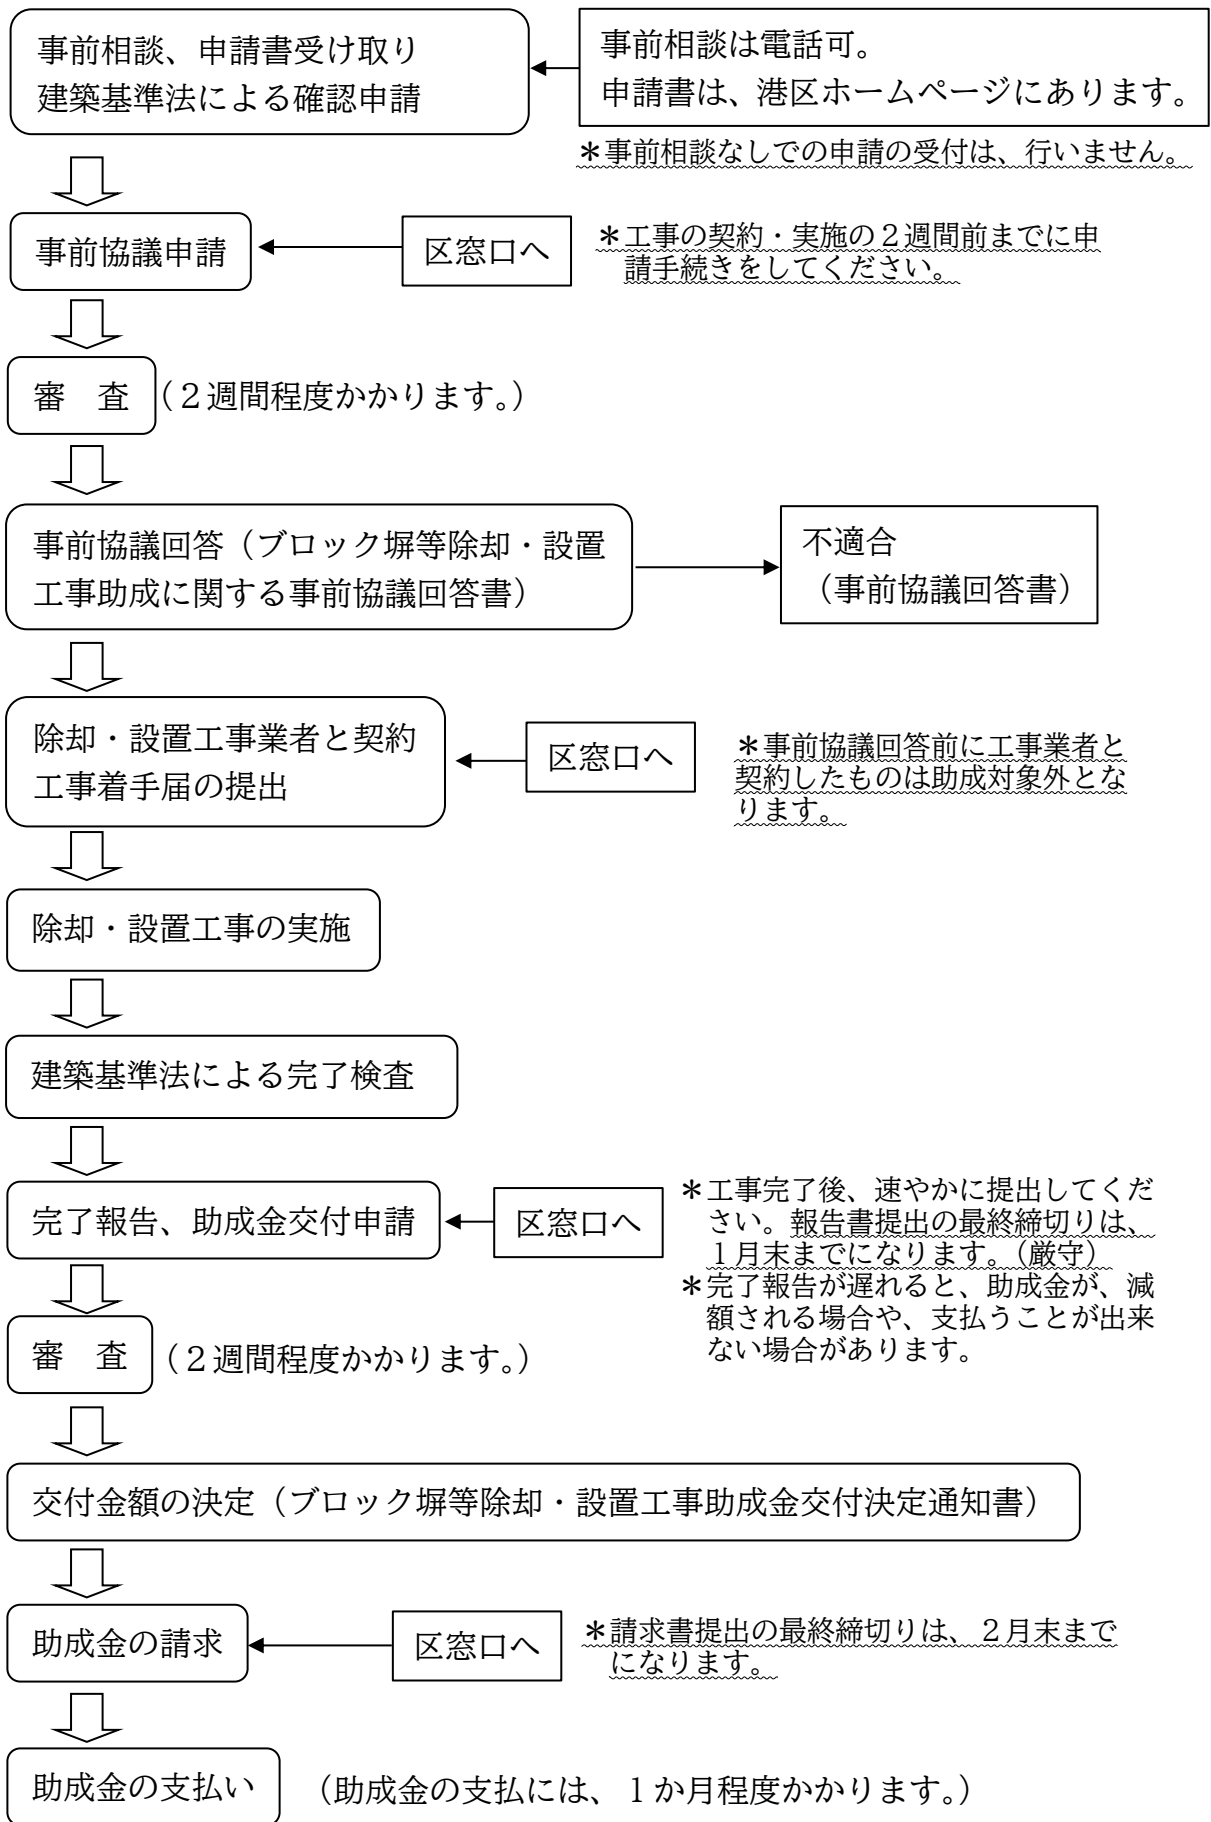 事前相談、申請書受け取り
建築基準法による確認申請
事前相談は電話可。
申請書は、港区ホームページにあります。
＊事前相談なしでの申請の受付は、行いません。
事前協議申請
区窓口へ
＊工事の契約・実施の２週間前までに申
請手続きをしてください。
審　査
（２週間程度かかります。）
事前協議回答（ブロック塀等除却・設置
工事助成に関する事前協議回答書）
不適合
（事前協議回答書）
除却・設置工事業者と契約
工事着手届の提出
区窓口へ
＊事前協議回答前に工事業者と
契約したものは助成対象外とな
ります。
除却・設置工事の実施
建築基準法による完了検査
完了報告、助成金交付申請
区窓口へ
＊工事完了後、速やかに提出してくだ
さい。報告書提出の最終締切りは、
１月末までになります。（厳守）
＊完了報告が遅れると、助成金が、減
額される場合や、支払うことが出来
ない場合があります。
審　査
（２週間程度かかります。）
交付金額の決定（ブロック塀等除却・設置工事助成金交付決定通知書）
助成金の請求
区窓口へ
＊請求書提出の最終締切りは、２月末まで
になります。
助成金の支払い
（助成金の支払には、１か月程度かかります。）